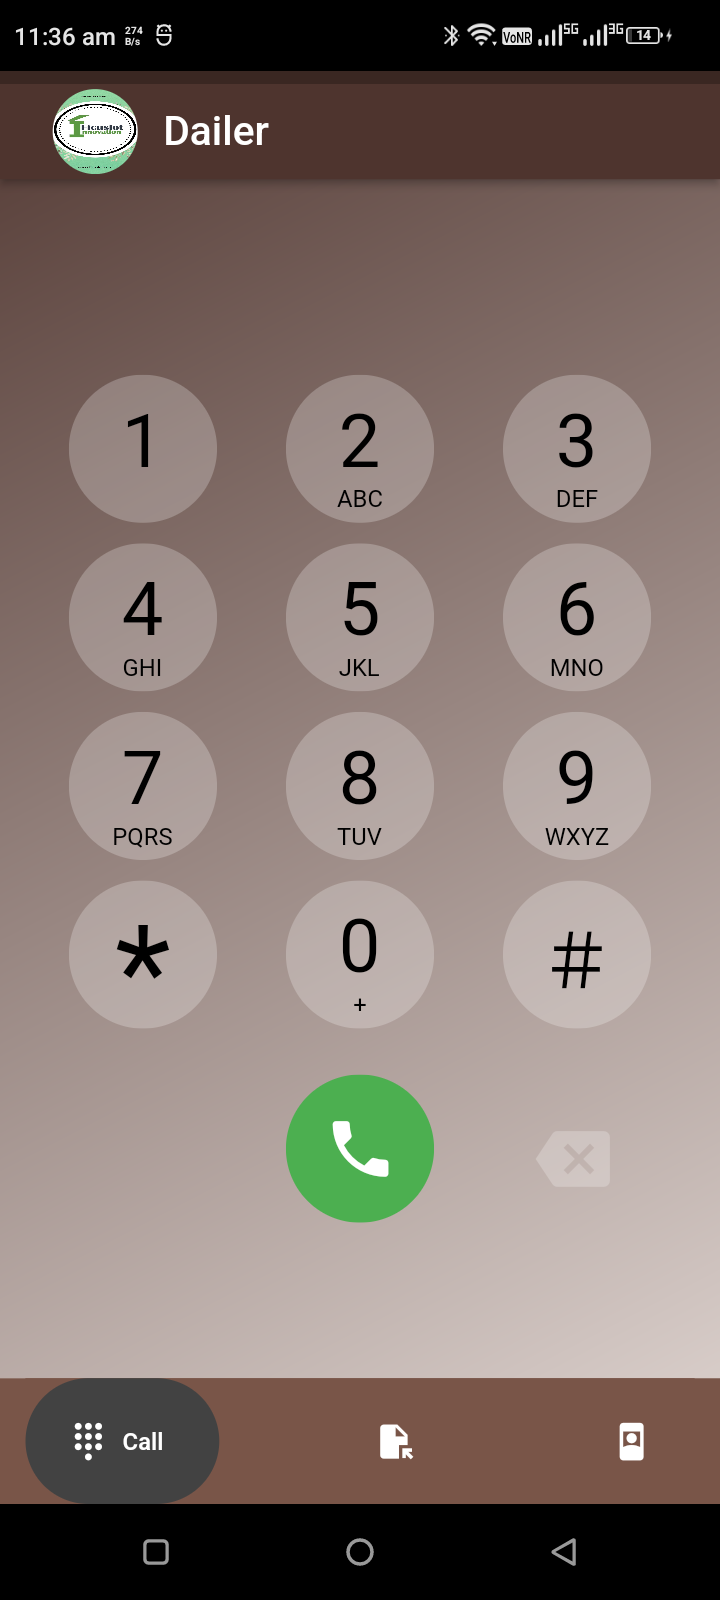 11:36 am 274 B/s VoNR 5G 3G 14
Dailer
1 2 3
ABC DEF
4 5 6
GHI JKL MNO
7 8 9
PQRS TUV WXYZ
* 0 #
+
Call